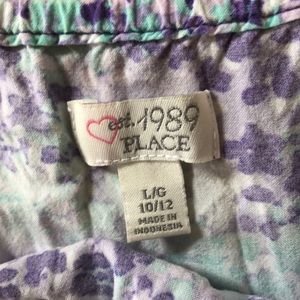 est. 1989
PLACE
L/G
10/12
MADE IN
INDONESIA